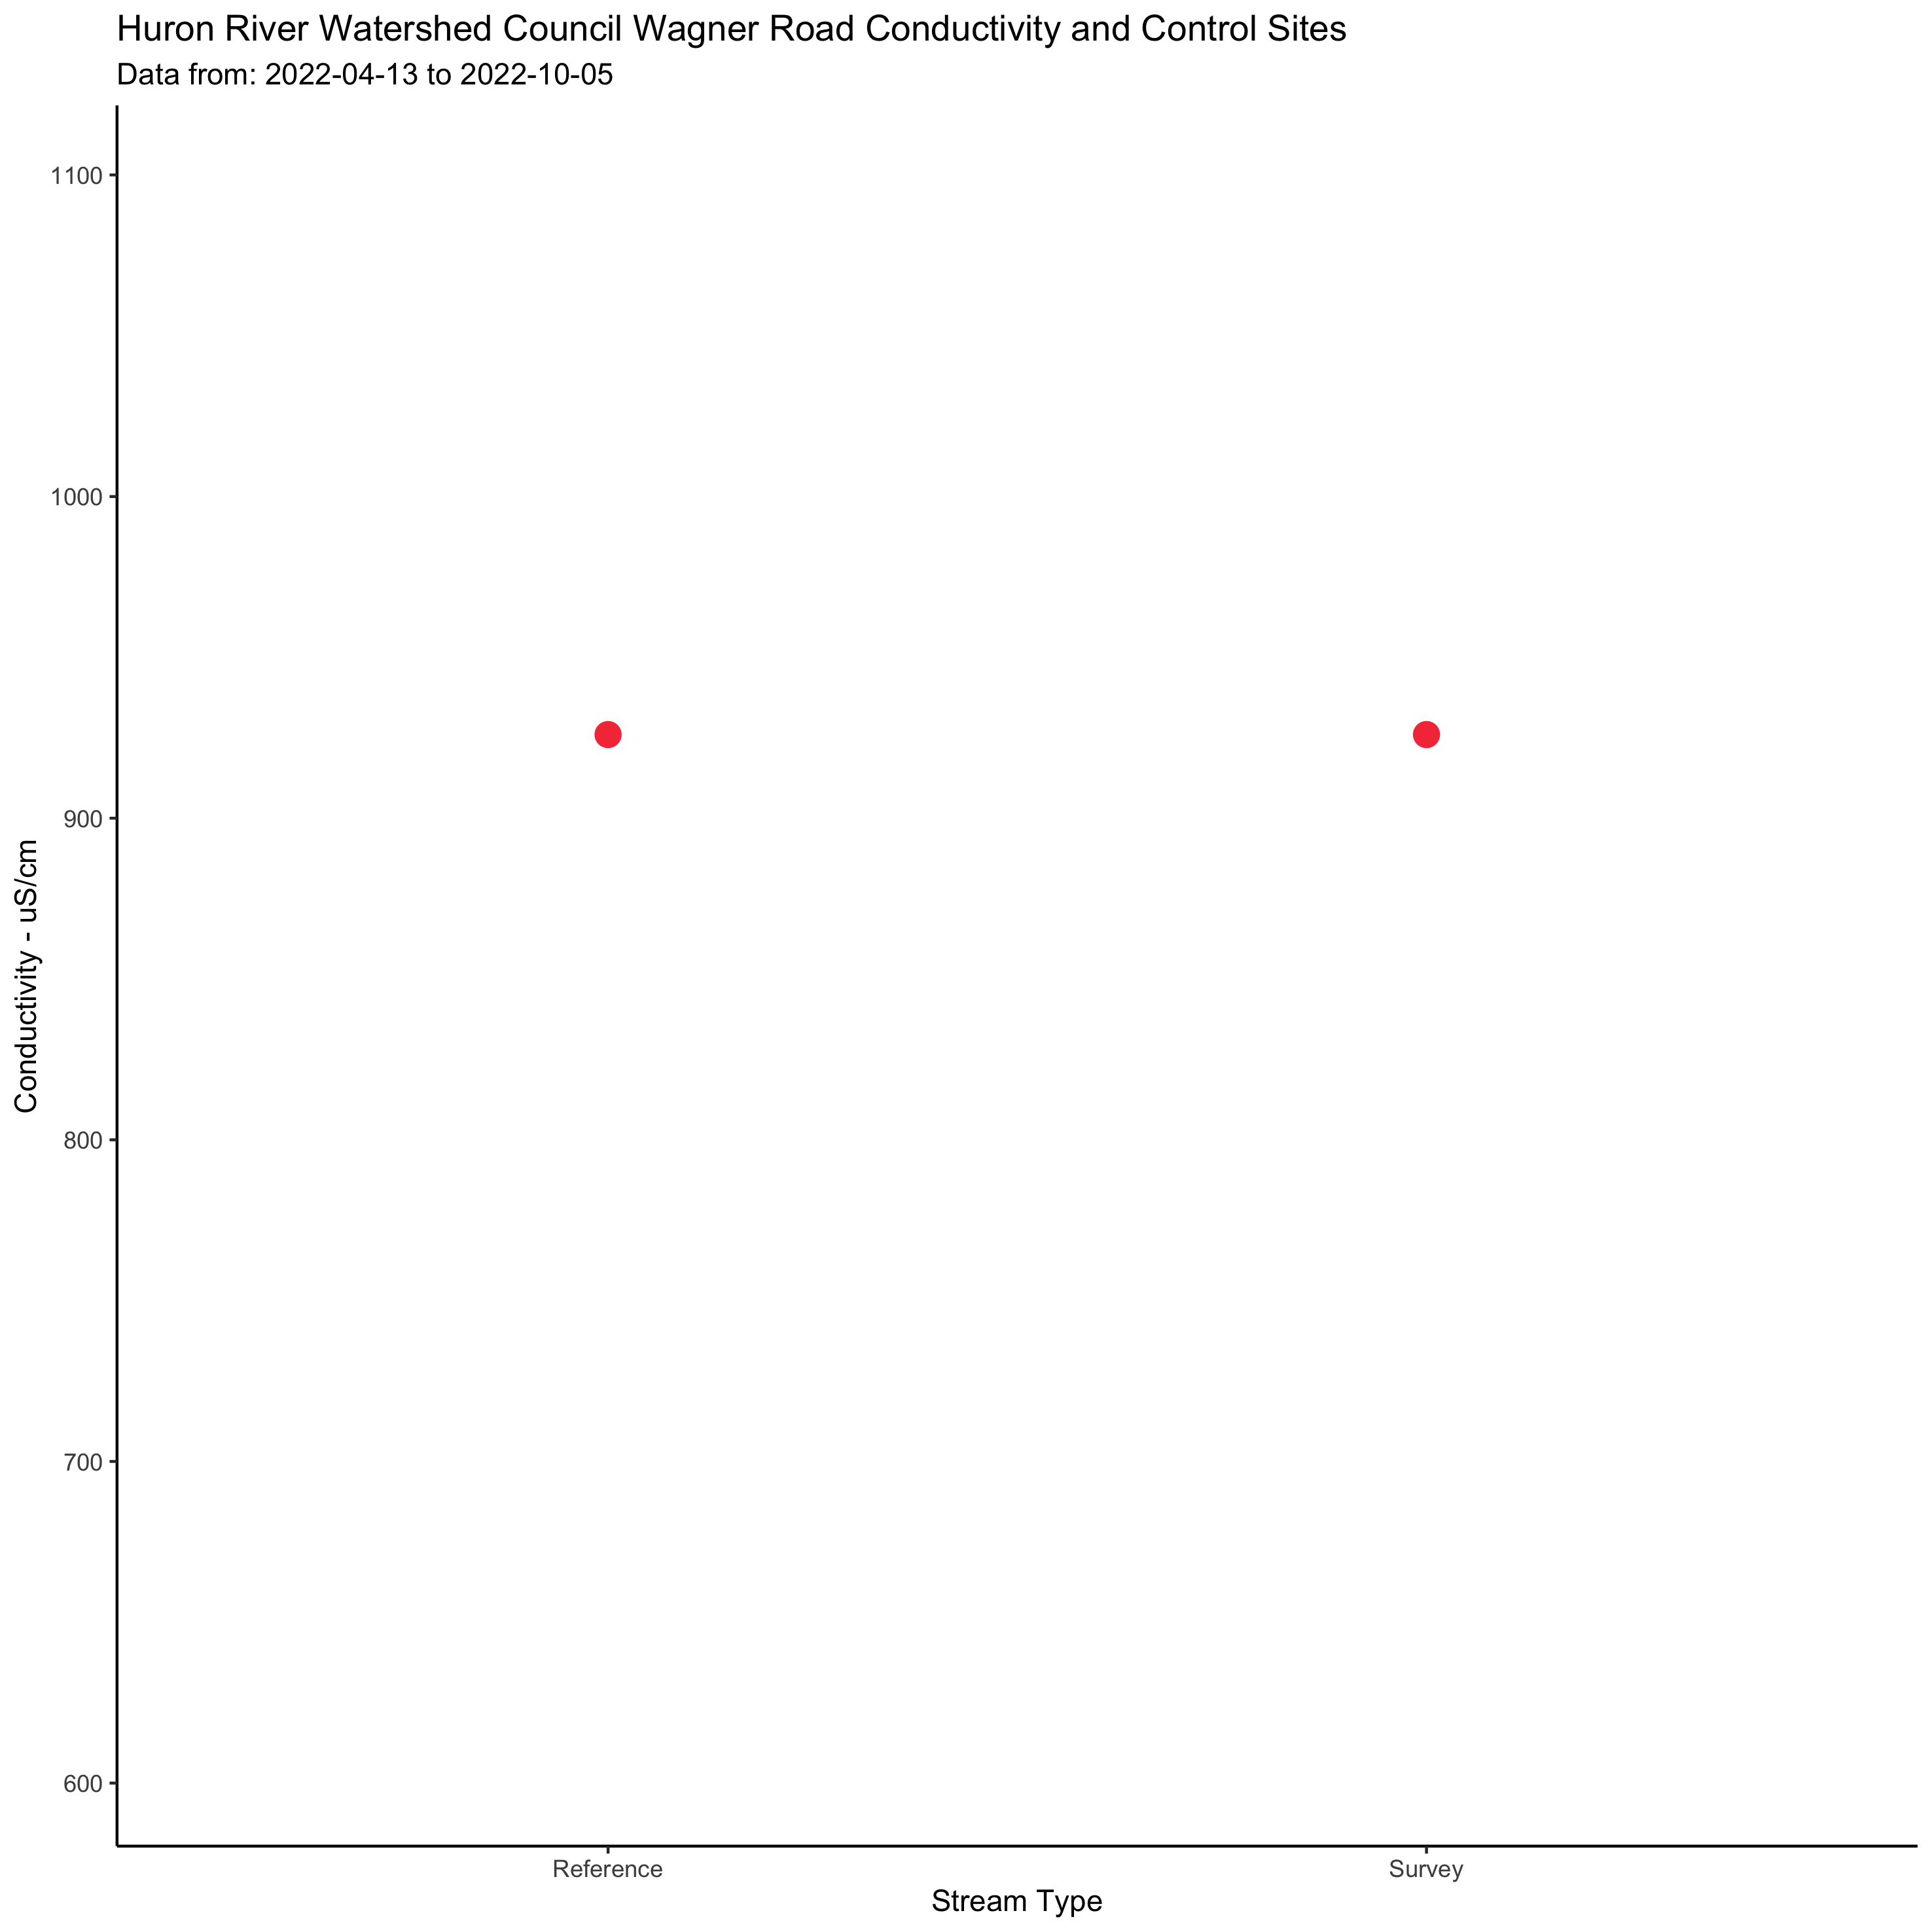 Huron River Watershed Council Wagner Road Conductivity and Control Sites
Data from: 2022-04-13 to 2022-10-05
1100
1000
900
800
700
600
Conductivity - uS/cm
Reference
Survey
Stream Type